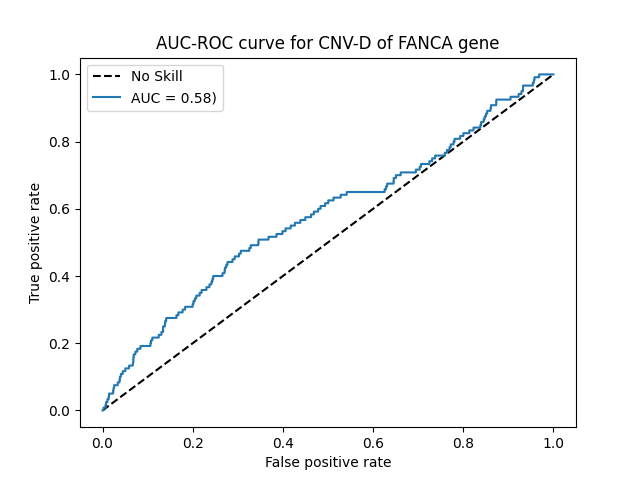 AUC-ROC curve for CNV-D of FANCA gene
No Skill
AUC = 0.58)
True positive rate
1.0
0.8
0.6
0.4
0.2
0.0
0.0 0.2 0.4 0.6 0.8 1.0
False positive rate